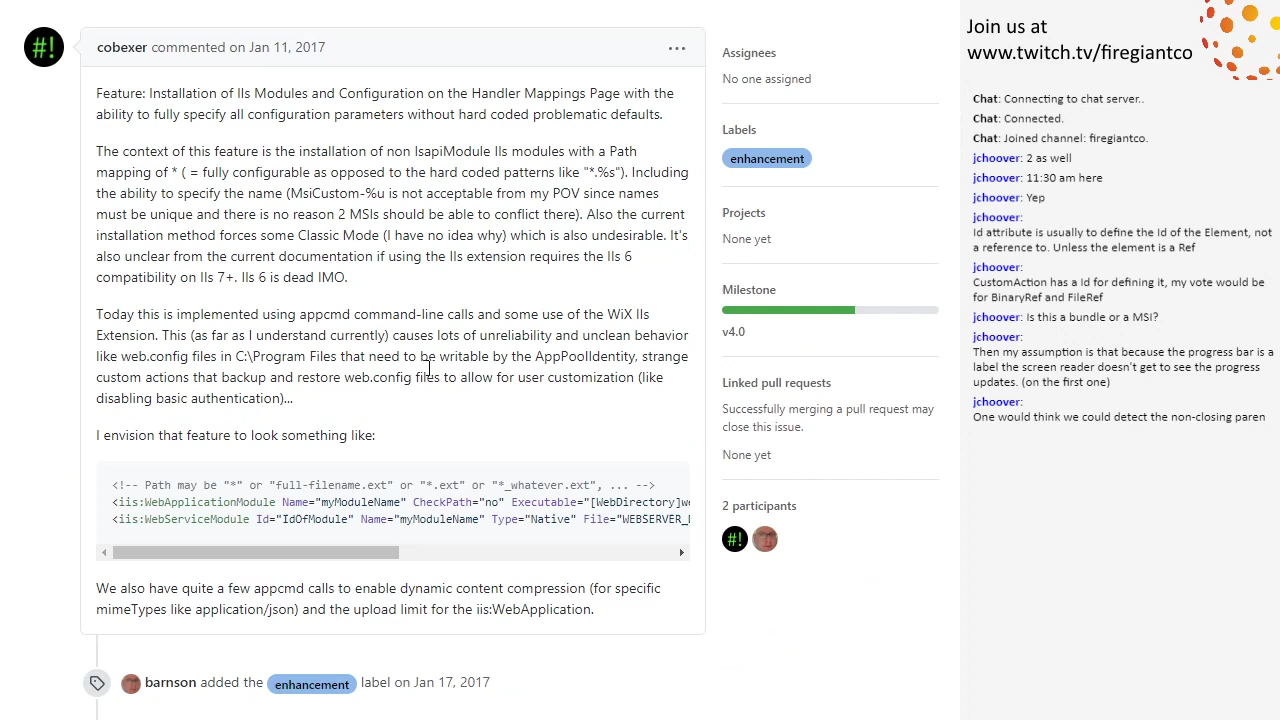 cobexer commented on Jan 11, 2017
Feature: Installation of IIs Modules and Configuration on the Handler Mappings Page with the
ability to fully specify all configuration parameters without hard coded problematic defaults.
The context of this feature is the installation of non IsapiModule IIs modules with a Path
mapping of * ( = fully configurable as opposed to the hard coded patterns like "*.%s"). Including
the ability to specify the name (MsiCustom-%u is not acceptable from my POV since names
must be unique and there is no reason 2 MSIs should be able to conflict there). Also the current
installation method forces some Classic Mode (I have no idea why) which is also undesirable. It's
also unclear from the current documentation if using the IIs extension requires the IIs 6
compatibility on IIs 7+. IIs 6 is dead IMO.
Today this is implemented using appcmd command-line calls and some use of the WiX IIs
Extension. This (as far as I understand currently) causes lots of unreliability and unclean behavior
like web.config files in C:\Program Files that need to be writable by the AppPoolIdentity, strange
custom actions that backup and restore web.config files to allow for user customization (like
disabling basic authentication)...
I envision that feature to look something like:
<!-- Path may be "*" or "full-filename.ext" or "*.ext" or "*_whatever.ext", ... -->
<iis:WebApplicationModule Name="myModuleName" CheckPath="no" Executable="[WebDirectory]we
<iis:WebServiceModule Id="IdOfModule" Name="myModuleName" Type="Native" File="WEBSERVER_
We also have quite a few appcmd calls to enable dynamic content compression (for specific
mimeTypes like application/json) and the upload limit for the iis:WebApplication.
barnson added the enhancement label on Jan 17, 2017
Assignees
No one assigned
Labels
enhancement
Projects
None yet
Milestone
v4.0
Linked pull requests
Successfully merging a pull request may
close this issue.
None yet
2 participants
#!
Join us at
www.twitch.tv/firegiantco
Chat: Connecting to chat server..
Chat: Connected.
Chat: Joined channel: firegiantco.
jchoover: 2 as well
jchoover: 11:30 am here
jchoover: Yep
jchoover:
Id attribute is usually to define the Id of the Element, not
a reference to. Unless the element is a Ref
jchoover:
CustomAction has a Id for defining it, my vote would be
for BinaryRef and FileRef
jchoover: Is this a bundle or a MSI?
jchoover:
Then my assumption is that because the progress bar is a
label the screen reader doesn't get to see the progress
updates. (on the first one)
jchoover:
One would think we could detect the non-closing paren